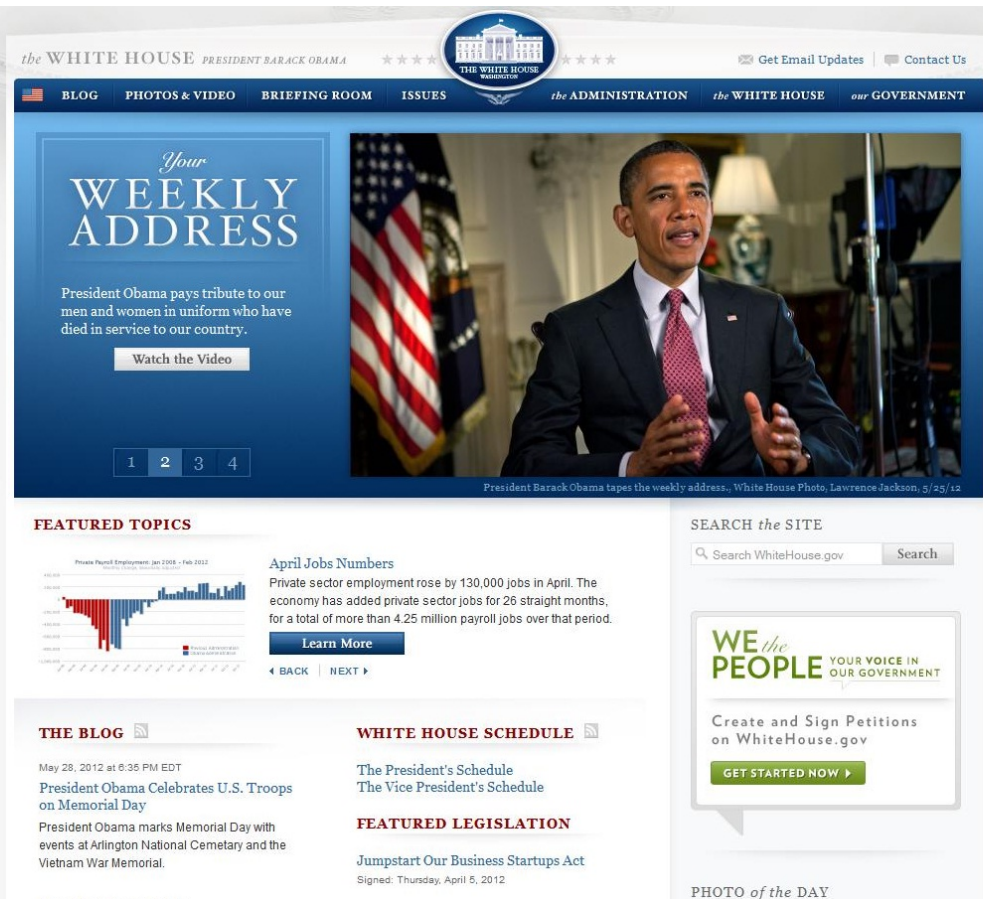 the WHITE HOUSE PRESIDENT BARACK OBAMA
THE WHITE HOUSE
WASHINGTON
Get Email Updates
Contact Us
BLOG
PHOTOS & VIDEO
BRIEFING ROOM
ISSUES
the ADMINISTRATION
the WHITE HOUSE
our GOVERNMENT
Your
WEEKLY
ADDRESS
President Obama pays tribute to our
men and women in uniform who have
died in service to our country.
Watch the Video
1 2 3 4
President Barack Obama tapes the weekly address., White House Photo, Lawrence Jackson, 5/25/12
FEATURED TOPICS
Private Payroll Employment: Jan 2008 - Feb 2012
Previous Administration
Obama Administration
April Jobs Numbers
Private sector employment rose by 130,000 jobs in April. The
economy has added private sector jobs for 26 straight months,
for a total of more than 4.25 million payroll jobs over that period.
Learn More
BACK
NEXT
SEARCH the SITE
Search WhiteHouse.gov
Search
WE the
PEOPLE
YOUR VOICE IN
OUR GOVERNMENT
Create and Sign Petitions
on WhiteHouse.gov
GET STARTED NOW
THE BLOG
May 28, 2012 at 6:35 PM EDT
President Obama Celebrates U.S. Troops
on Memorial Day
President Obama marks Memorial Day with
events at Arlington National Cemetary and the
Vietnam War Memorial.
WHITE HOUSE SCHEDULE
The President's Schedule
The Vice President's Schedule
FEATURED LEGISLATION
Jumpstart Our Business Startups Act
Signed: Thursday, April 5, 2012
PHOTO of the DAY